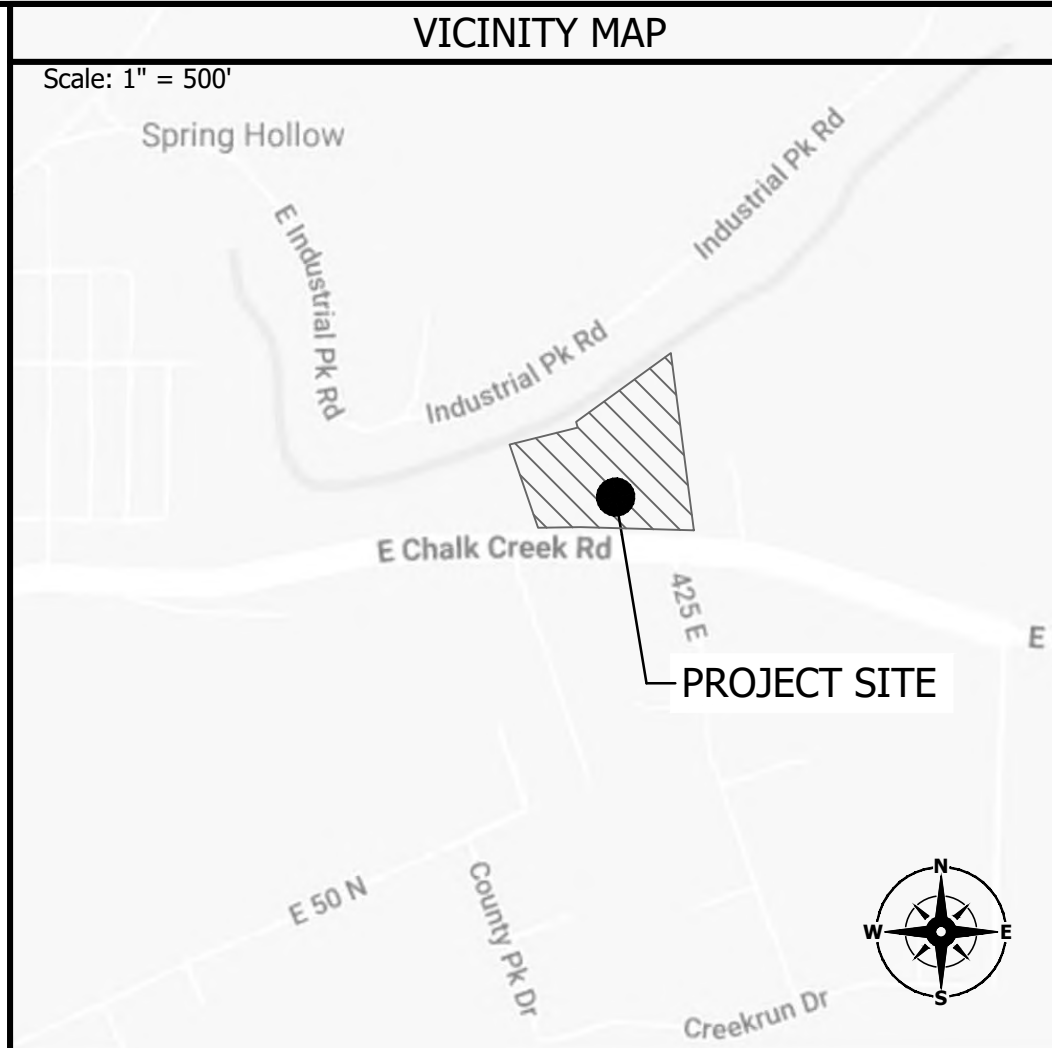 VICINITY MAP
Scale: 1" = 500'
Spring Hollow
Industrial Pk Rd
E Industrial Pk Rd
Industrial Pk Rd
E Chalk Creek Rd
425 E
E
PROJECT SITE
E 50 N
County Pk Dr
Creekrun Dr
N
W
E
S